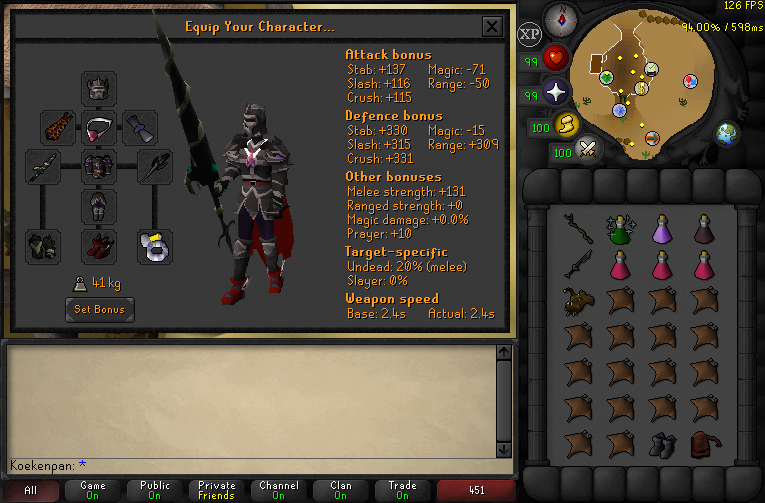 126 FPS
94.00% / 598ms
Equip Your Character...
XP
99
99
100
100
Attack bonus
Stab: +137 Magic: -71
Slash: +116 Range: -50
Crush: +115
Defence bonus
Stab: +330 Magic: -15
Slash: +315 Range: +309
Crush: +331
Other bonuses
Melee strength: +131
Ranged strength: +0
Magic damage: +0.0%
Prayer: +10
Target-specific
Undead: 20% (melee)
Slayer: 0%
Weapon speed
Base: 2.4s Actual: 2.4s
41 kg
Set Bonus
Koekenpan: *
All
Game
On
Public
On
Private
Friends
Channel
On
Clan
On
Trade
On
451